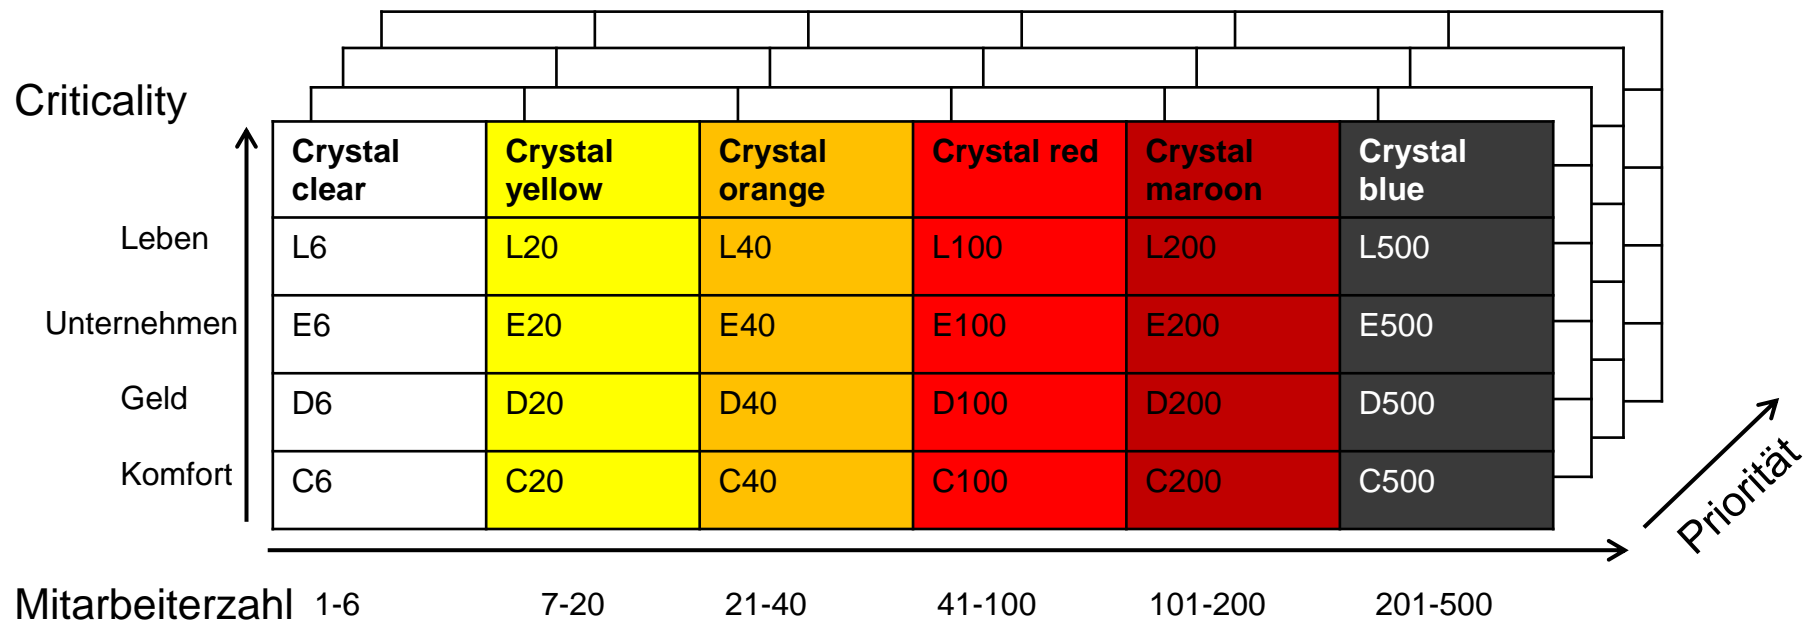 Criticality
Crystal clear
Crystal yellow
Crystal orange
Crystal red
Crystal maroon
Crystal blue
Leben
L6
L20
L40
L100
L200
L500
Unternehmen
E6
E20
E40
E100
E200
E500
Geld
D6
D20
D40
D100
D200
D500
Komfort
C6
C20
C40
C100
C200
C500
Priorität
Mitarbeiterzahl
1-6
7-20
21-40
41-100
101-200
201-500